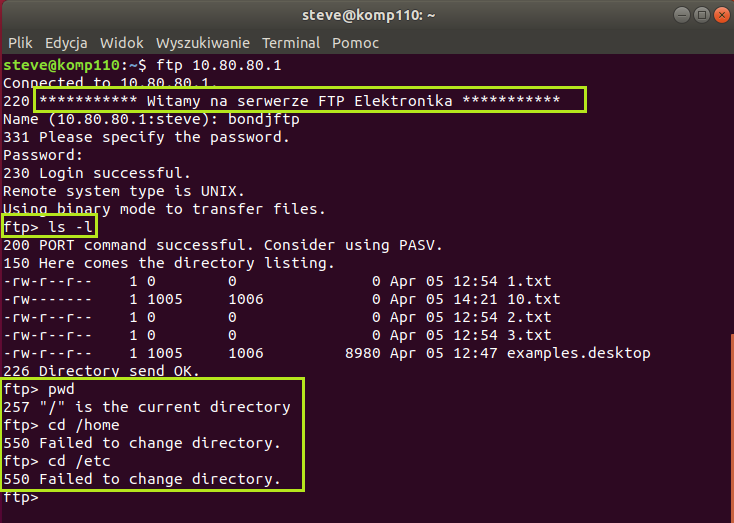 steve@komp110: ~
Plik Edycja Widok Wyszukiwanie Terminal Pomoc
steve@komp110:~$ ftp 10.80.80.1
Connected to 10.80.80.1.
220 *********** Witamy na serwerze FTP Elektronika ***********
Name (10.80.80.1:steve): bondjftp
331 Please specify the password.
Password:
230 Login successful.
Remote system type is UNIX.
Using binary mode to transfer files.
ftp> ls -l
200 PORT command successful. Consider using PASV.
150 Here comes the directory listing.
-rw-r--r--    1 0        0               0 Apr 05 12:54 1.txt
-rw-------    1 1005     1006            0 Apr 05 14:21 10.txt
-rw-r--r--    1 0        0               0 Apr 05 12:54 2.txt
-rw-r--r--    1 0        0               0 Apr 05 12:54 3.txt
-rw-r--r--    1 1005     1006         8980 Apr 05 12:47 examples.desktop
226 Directory send OK.
ftp> pwd
257 "/" is the current directory
ftp> cd /home
550 Failed to change directory.
ftp> cd /etc
550 Failed to change directory.
ftp>